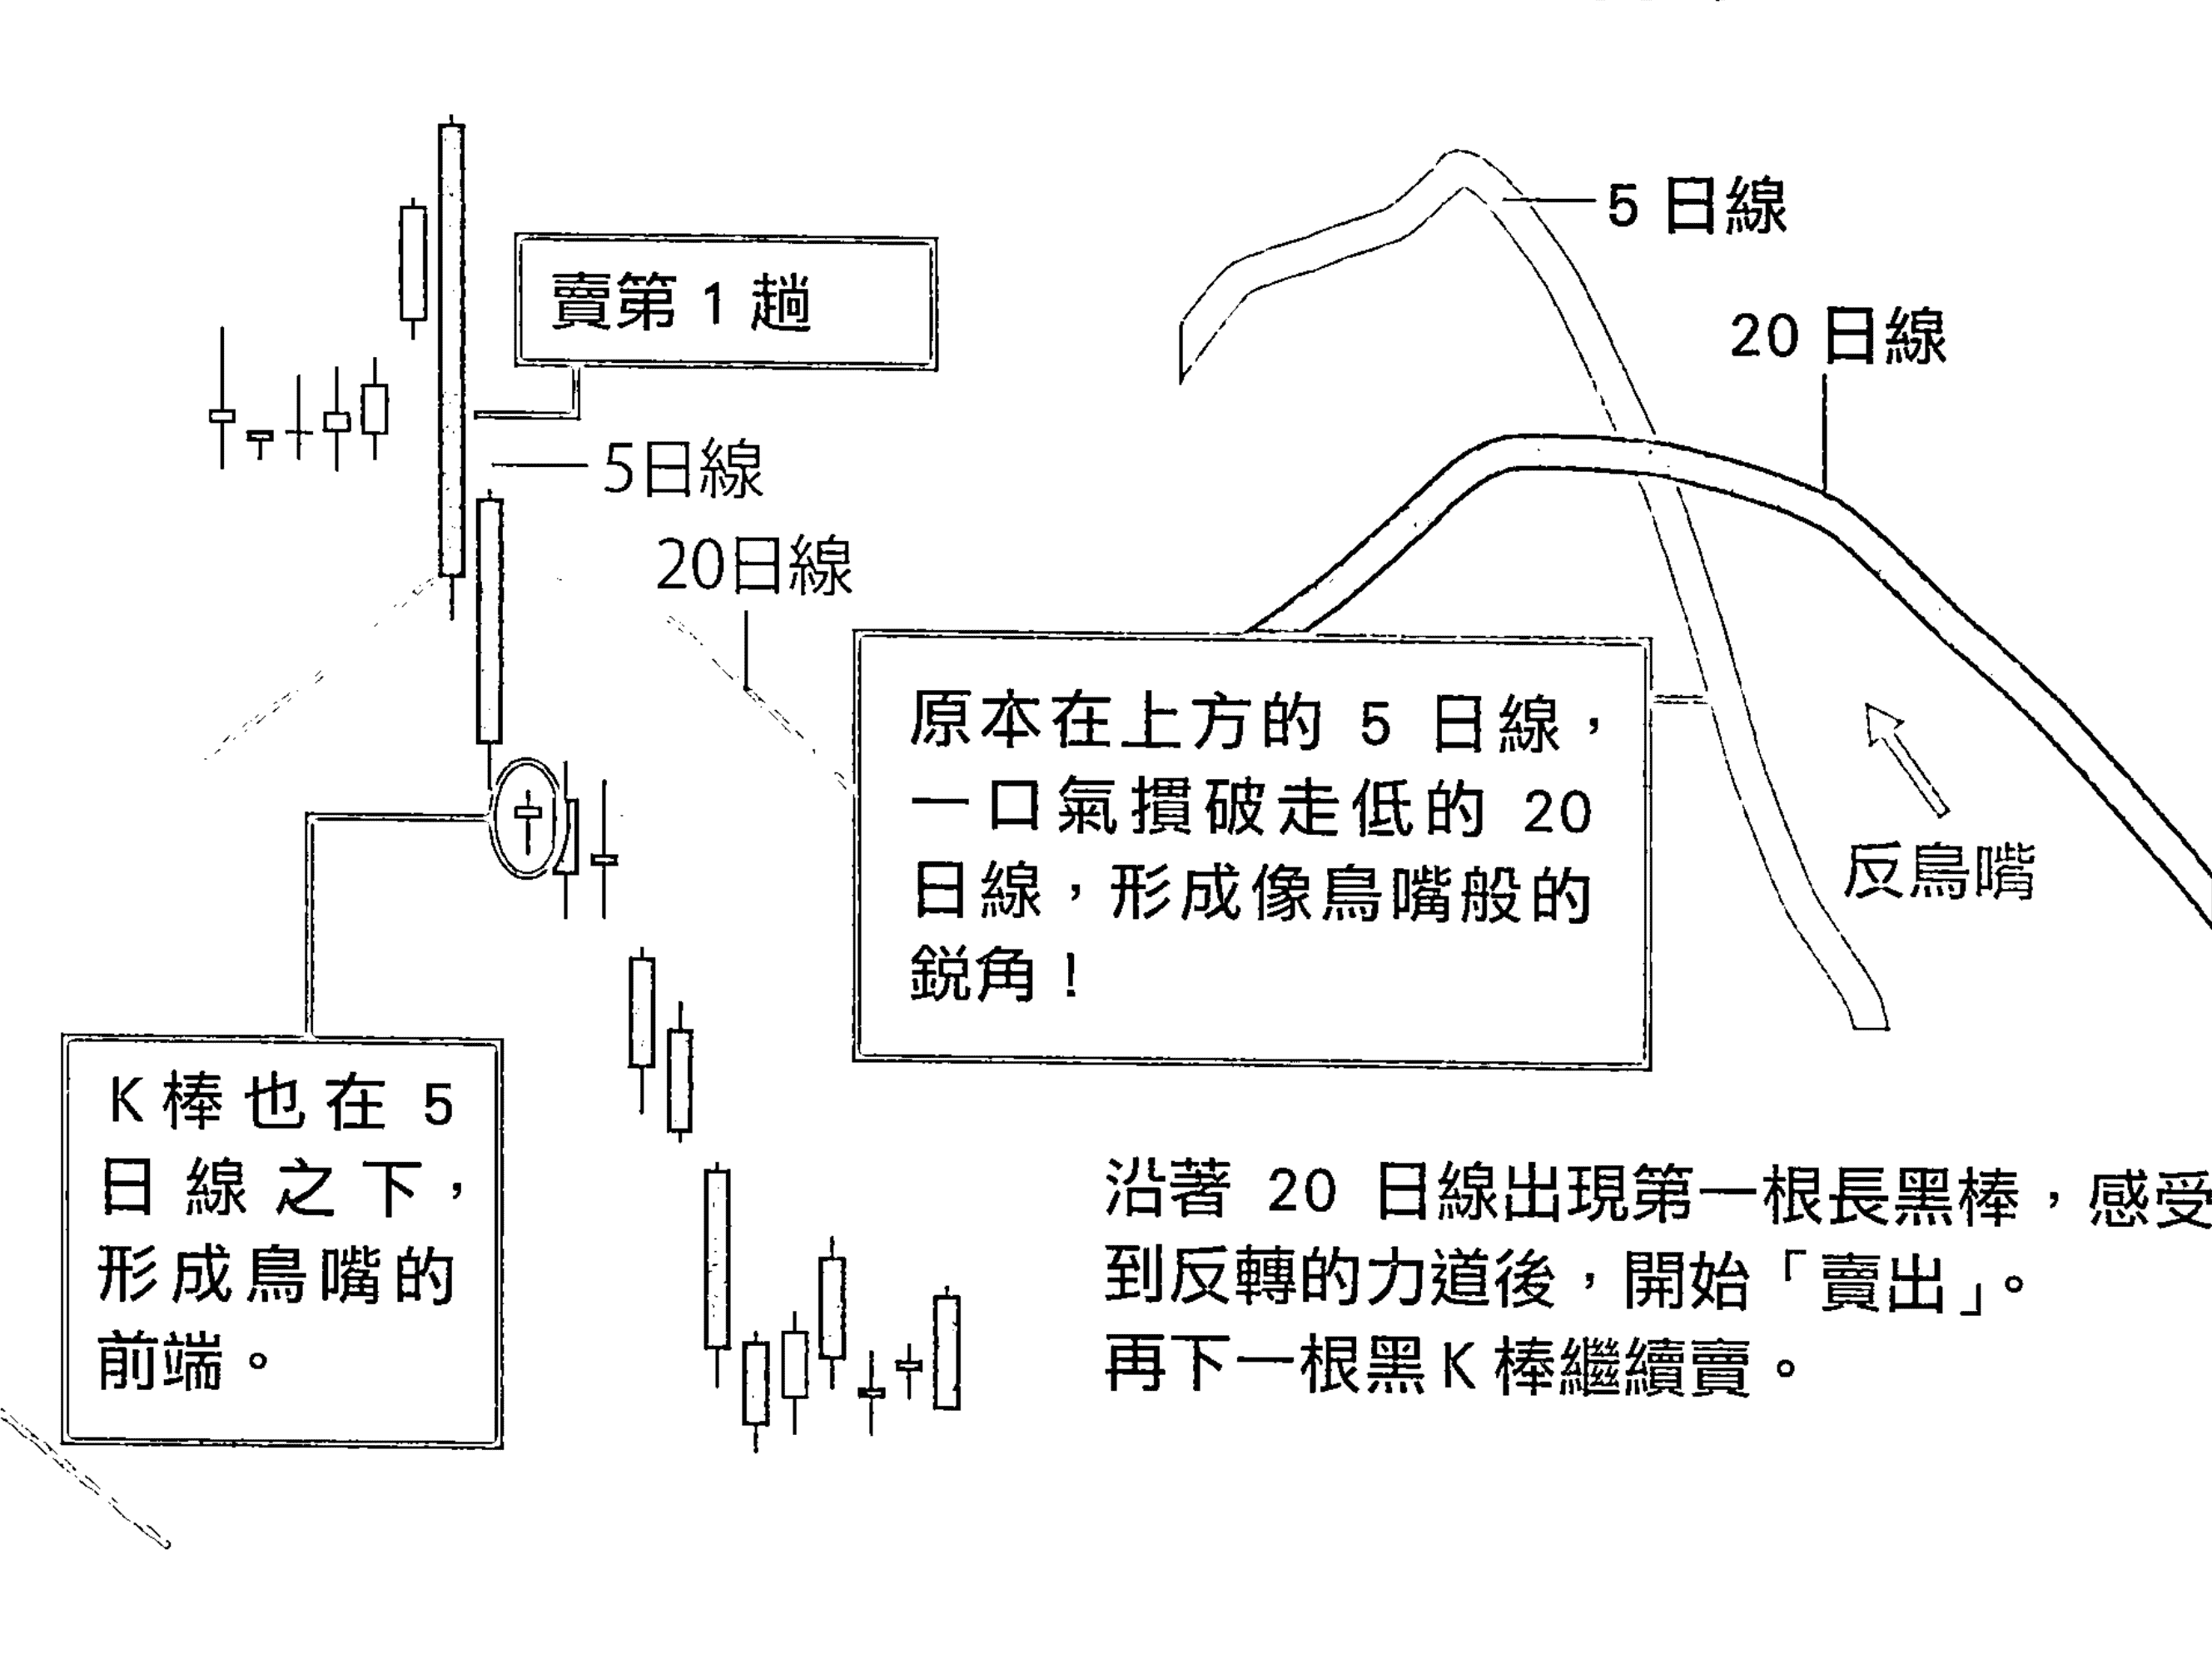 賣第 1 趟
5日線
20日線
5 日線
20 日線
原本在上方的 5 日線，
一口氣摜破走低的 20
日線，形成像鳥嘴般的
鋭角！
反鳥嘴
K棒也在 5
日線之下，
形成鳥嘴的
前端。
沿著 20 日線出現第一根長黑棒，感受
到反轉的力道後，開始「賣出」。
再下一根黑K棒繼續賣。